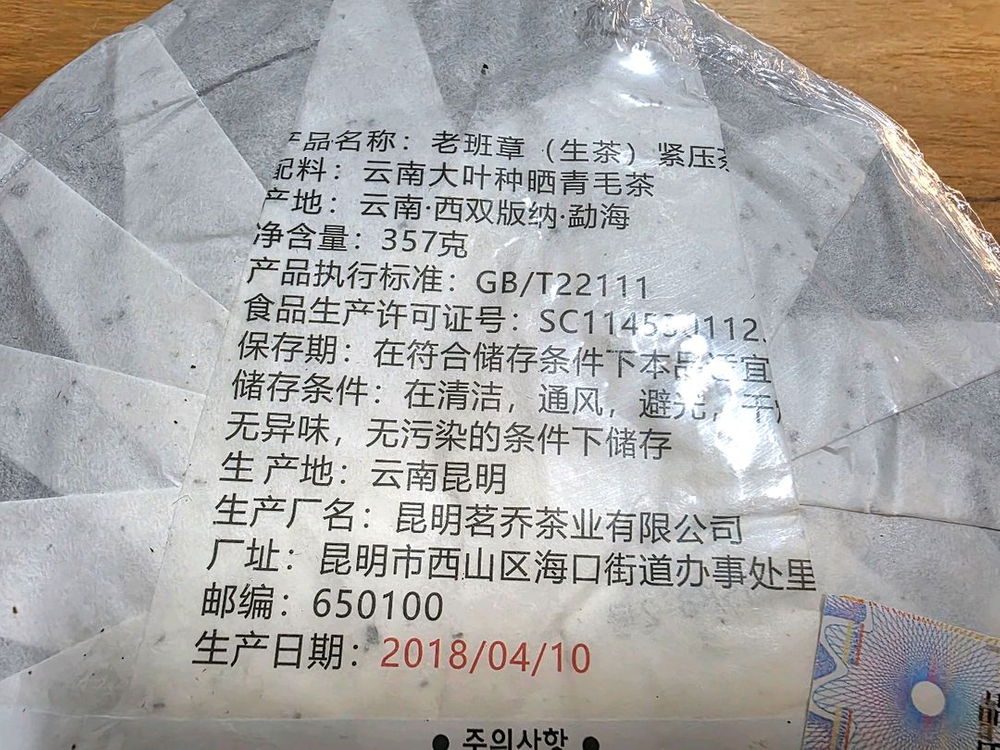 产品名称：老班章（生茶）紧压茶
配料：云南大叶种晒青毛茶
产地：云南·西双版纳·勐海
净含量：357克
产品执行标准：GB/T22111
食品生产许可证号：
保存期：在符合储存条件下本品适宜
储存条件：在清洁，通风，避光，干
无异味，无污染的条件下储存
生 产地：云南昆明
生产厂名：昆明茗乔茶业有限公司
厂址：昆明市西山区海口街道办事处里
邮编：650100
生产日期：2018/04/10
● 주의사항 ●